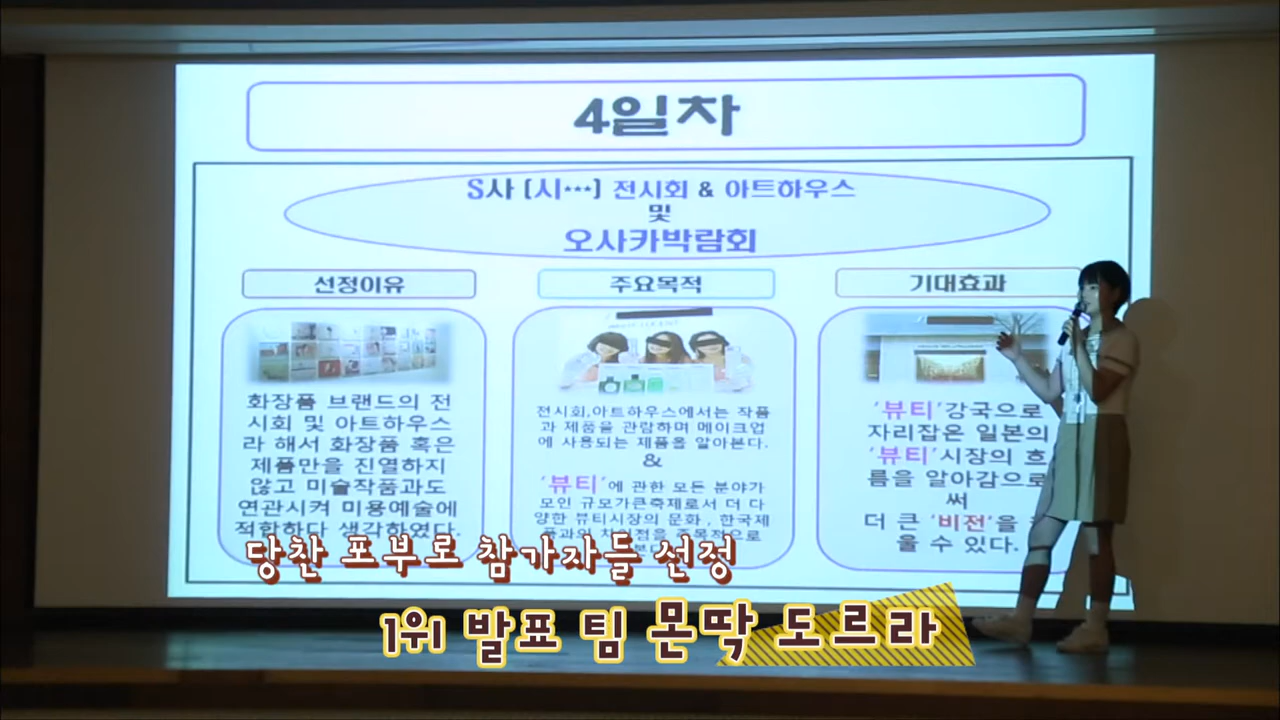 4일차
S사 [시···] 전시회 & 아트하우스
및
오사카박람회
선정이유
주요목적
기대효과
화장품 브랜드의 전
시회 및 아트하우스
라 해서 화장품 혹은
제품만을 진열하지
않고 미술작품과도
연관시켜 미용예술에
적합하다 생각하였다.
전시회,아트하우스에서는 작품
과 제품을 관람하며 메이크업
에 사용되는 제품을 알아본다.
&
'뷰티'에 관한 모든 분야가
모인 규모가큰축제로서 더 다
양한 뷰티시장의 문화, 한국제
품과의 차이점을 목적으로
'뷰티'강국으로
자리잡은 일본의
'뷰티'시장의 흐
름을 알아감으로
써
더 큰 '비전'을
울 수 있다.
당찬 포부로 참가자들 선정
1위 발표 팀 몬딱 도르라